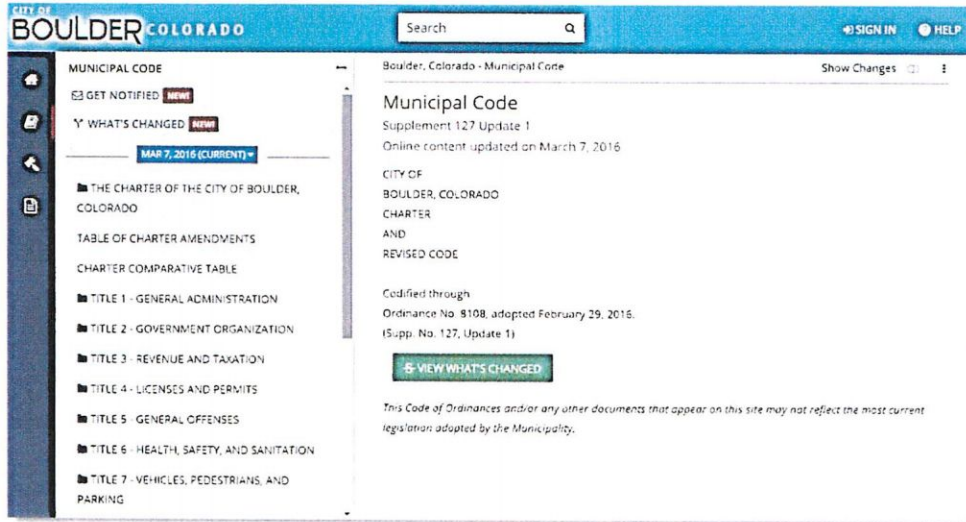 CITY OF
BOULDER COLORADO
Search
SIGN IN
HELP
MUNICIPAL CODE
GET NOTIFIED NEW!
WHAT'S CHANGED NEW!
MAR 7, 2016 (CURRENT)
THE CHARTER OF THE CITY OF BOULDER,
COLORADO
TABLE OF CHARTER AMENDMENTS
CHARTER COMPARATIVE TABLE
TITLE 1 - GENERAL ADMINISTRATION
TITLE 2 - GOVERNMENT ORGANIZATION
TITLE 3 - REVENUE AND TAXATION
TITLE 4 - LICENSES AND PERMITS
TITLE 5 - GENERAL OFFENSES
TITLE 6 - HEALTH, SAFETY, AND SANITATION
TITLE 7 - VEHICLES, PEDESTRIANS, AND
PARKING
Boulder, Colorado - Municipal Code
Show Changes
Municipal Code
Supplement 127 Update 1
Online content updated on March 7, 2016
CITY OF
BOULDER, COLORADO
CHARTER
AND
REVISED CODE
Codified through
Ordinance No. 8108, adopted February 29, 2016.
(Supp. No. 127, Update 1)
VIEW WHAT'S CHANGED
This Code of Ordinances and/or any other documents that appear on this site may not reflect the most current
legislation adopted by the Municipality.